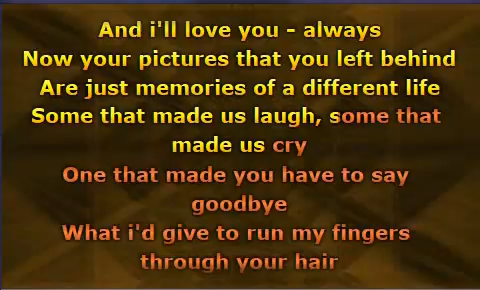 And i'll love you - always
Now your pictures that you left behind
Are just memories of a different life
Some that made us laugh, some that
made us cry
One that made you have to say
goodbye
What i'd give to run my fingers
through your hair